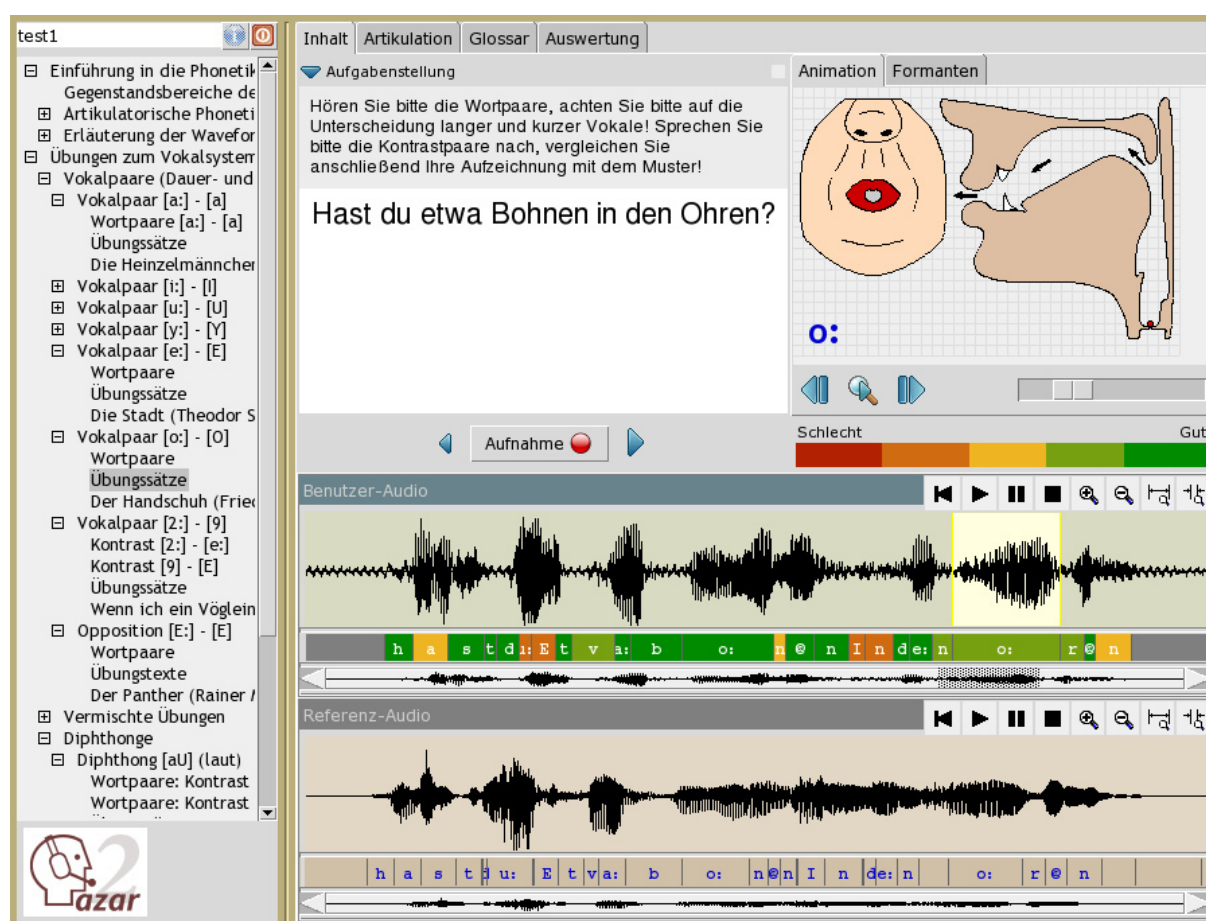 test1
Einführung in die Phonetik
Gegenstandsbereiche de
Artikulatorische Phoneti
Erläuterung der Wavefor
Übungen zum Vokalsystem
Vokalpaare (Dauer- und
Vokalpaar [a:] - [a]
Wortpaare [a:] - [a]
Übungssätze
Die Heinzelmännchen
Vokalpaar [i:] - [I]
Vokalpaar [u:] - [U]
Vokalpaar [y:] - [Y]
Vokalpaar [e:] - [E]
Wortpaare
Übungssätze
Die Stadt (Theodor S
Vokalpaar [o:] - [O]
Wortpaare
Übungssätze
Der Handschuh (Fried
Vokalpaar [2:] - [9]
Kontrast [2:] - [e:]
Kontrast [9] - [E]
Übungssätze
Wenn ich ein Vöglein
Opposition [E:] - [E]
Wortpaare
Übungstexte
Der Panther (Rainer
Vermischte Übungen
Diphthonge
Diphthong [aU] (laut)
Wortpaare: Kontrast
Wortpaare: Kontrast
2
azar
Inhalt Artikulation Glossar Auswertung
Aufgabenstellung
Hören Sie bitte die Wortpaare, achten Sie bitte auf die
Unterscheidung langer und kurzer Vokale! Sprechen Sie
bitte die Kontrastpaare nach, vergleichen Sie
anschließend Ihre Aufzeichnung mit dem Muster!
Hast du etwa Bohnen in den Ohren?
Aufnahme
Animation Formanten
o:
Schlecht Gut
Benutzer-Audio
h a s t d u: E t v a: b o: n @ n I n d e: n o: r @ n
Referenz-Audio
h a s t d u: E t v a: b o: n @ n I n d e: n o: r @ n